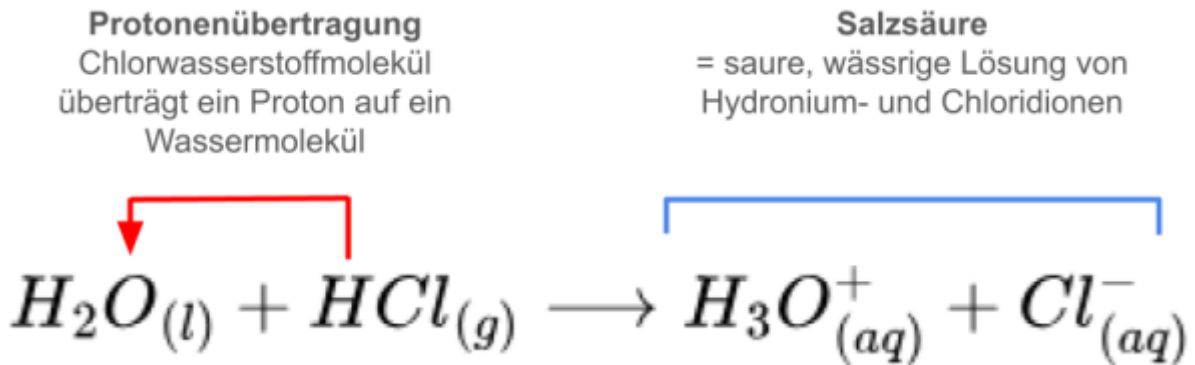 Protonenübertragung
Chlorwasserstoffmolekül
überträgt ein Proton auf ein
Wassermolekül
Salzsäure
= saure, wässrige Lösung von
Hydronium- und Chloridionen
H₂O₍l₎ + HCl₍g₎ ⟶ H₃O⁺₍aq₎ + Cl⁻₍aq₎